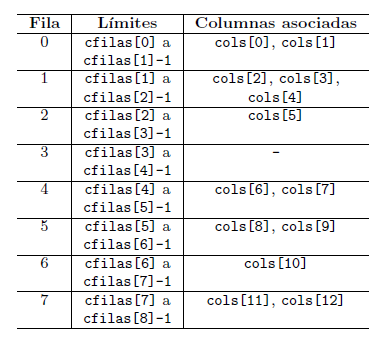 Fila Límites Columnas asociadas
0 cfilas[0] a cols[0], cols[1]
cfilas[1]-1
1 cfilas[1] a cols[2], cols[3],
cfilas[2]-1 cols[4]
2 cfilas[2] a cols[5]
cfilas[3]-1
3 cfilas[3] a -
cfilas[4]-1
4 cfilas[4] a cols[6], cols[7]
cfilas[5]-1
5 cfilas[5] a cols[8], cols[9]
cfilas[6]-1
6 cfilas[6] a cols[10]
cfilas[7]-1
7 cfilas[7] a cols[11], cols[12]
cfilas[8]-1